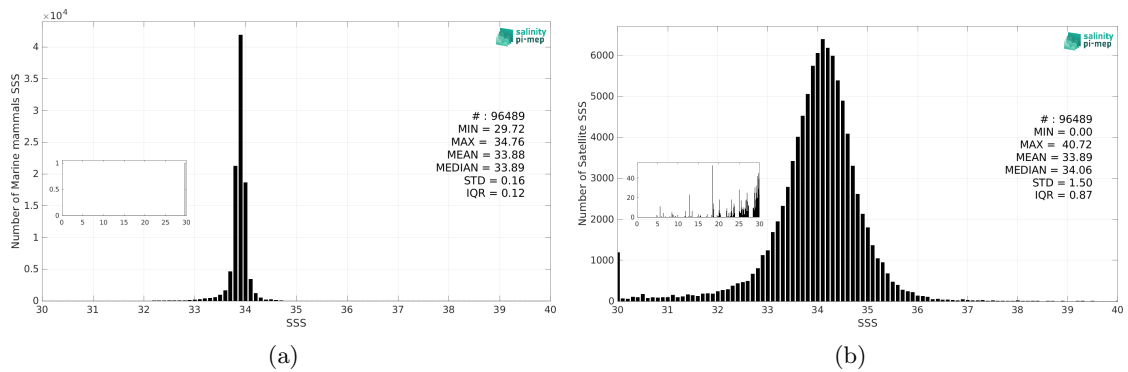 ×10⁴
salinity
pi-mep
4
3.5
3
2.5
2
1.5
1
0.5
0
Number of Marine mammals SSS
# : 96489
MIN = 29.72
MAX = 34.76
MEAN = 33.88
MEDIAN = 33.89
STD = 0.16
IQR = 0.12
1
0.5
0
0 5 10 15 20 25 30
30 31 32 33 34 35 36 37 38 39 40
SSS
(a)
salinity
pi-mep
6000
5000
4000
3000
2000
1000
0
Number of Satellite SSS
# : 96489
MIN = 0.00
MAX = 40.72
MEAN = 33.89
MEDIAN = 34.06
STD = 1.50
IQR = 0.87
40
20
0
0 5 10 15 20 25 30
30 31 32 33 34 35 36 37 38 39 40
SSS
(b)